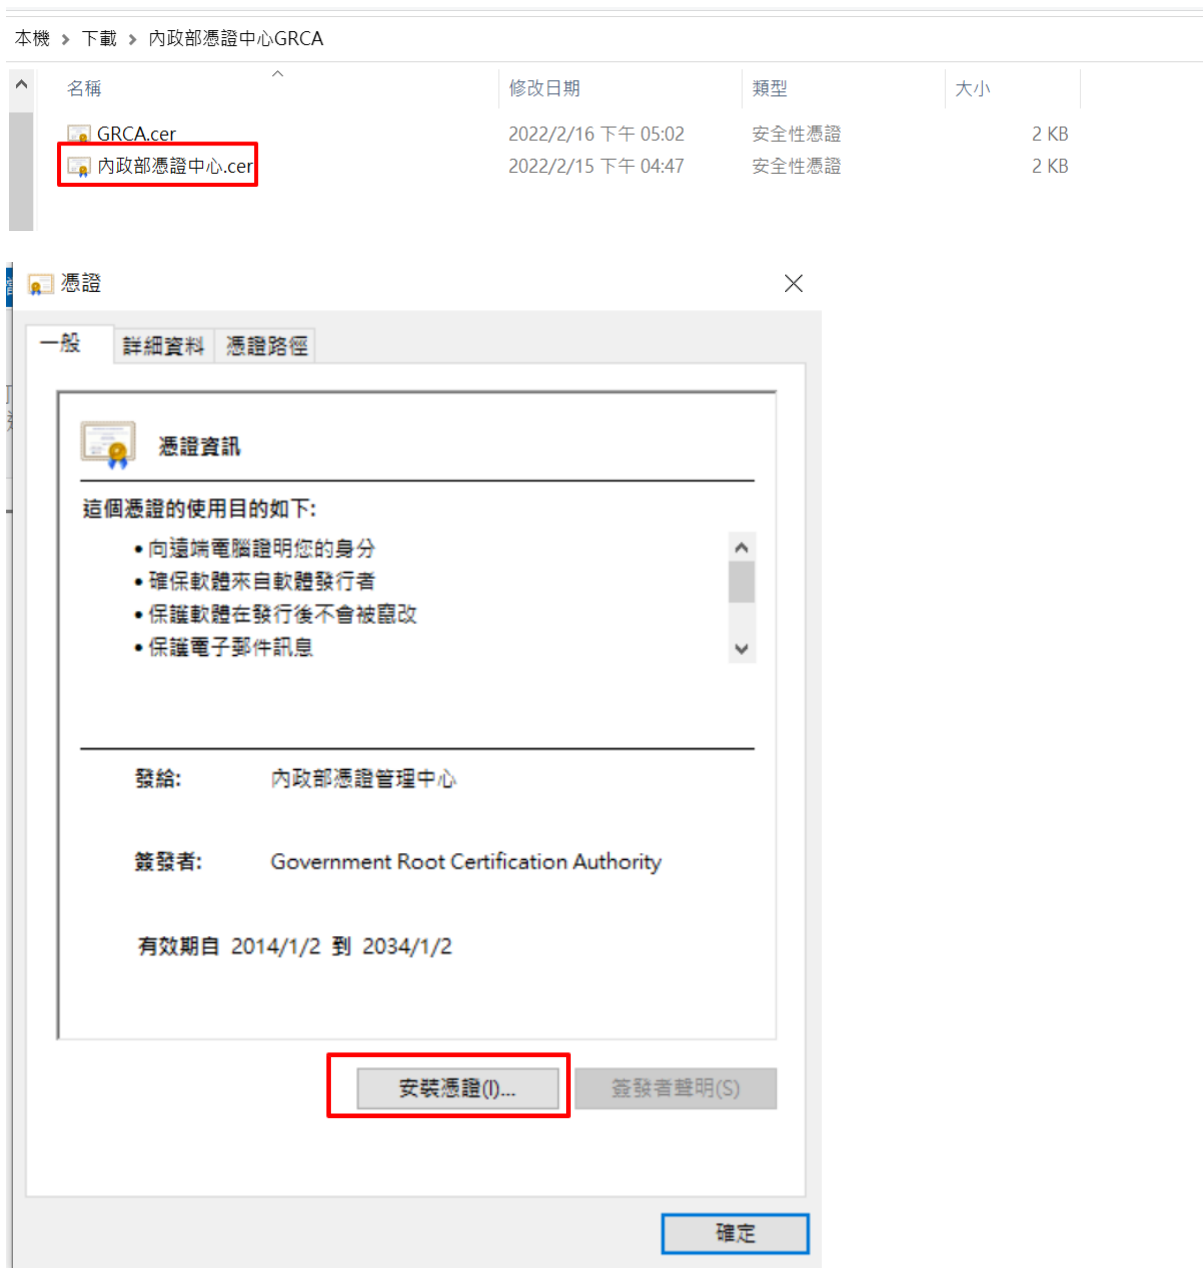 本機 > 下載 > 內政部憑證中心GRCA
名稱 修改日期 類型 大小
GRCA.cer 2022/2/16 下午 05:02 安全性憑證 2 KB
內政部憑證中心.cer 2022/2/15 下午 04:47 安全性憑證 2 KB
憑證
一般 詳細資料 憑證路徑
憑證資訊
這個憑證的使用目的如下:
• 向遠端電腦證明您的身分
• 確保軟體來自軟體發行者
• 保護軟體在發行後不會被竄改
• 保護電子郵件訊息
發給: 內政部憑證管理中心
簽發者: Government Root Certification Authority
有效期自 2014/1/2 到 2034/1/2
安裝憑證(I)... 簽發者聲明(S)
確定